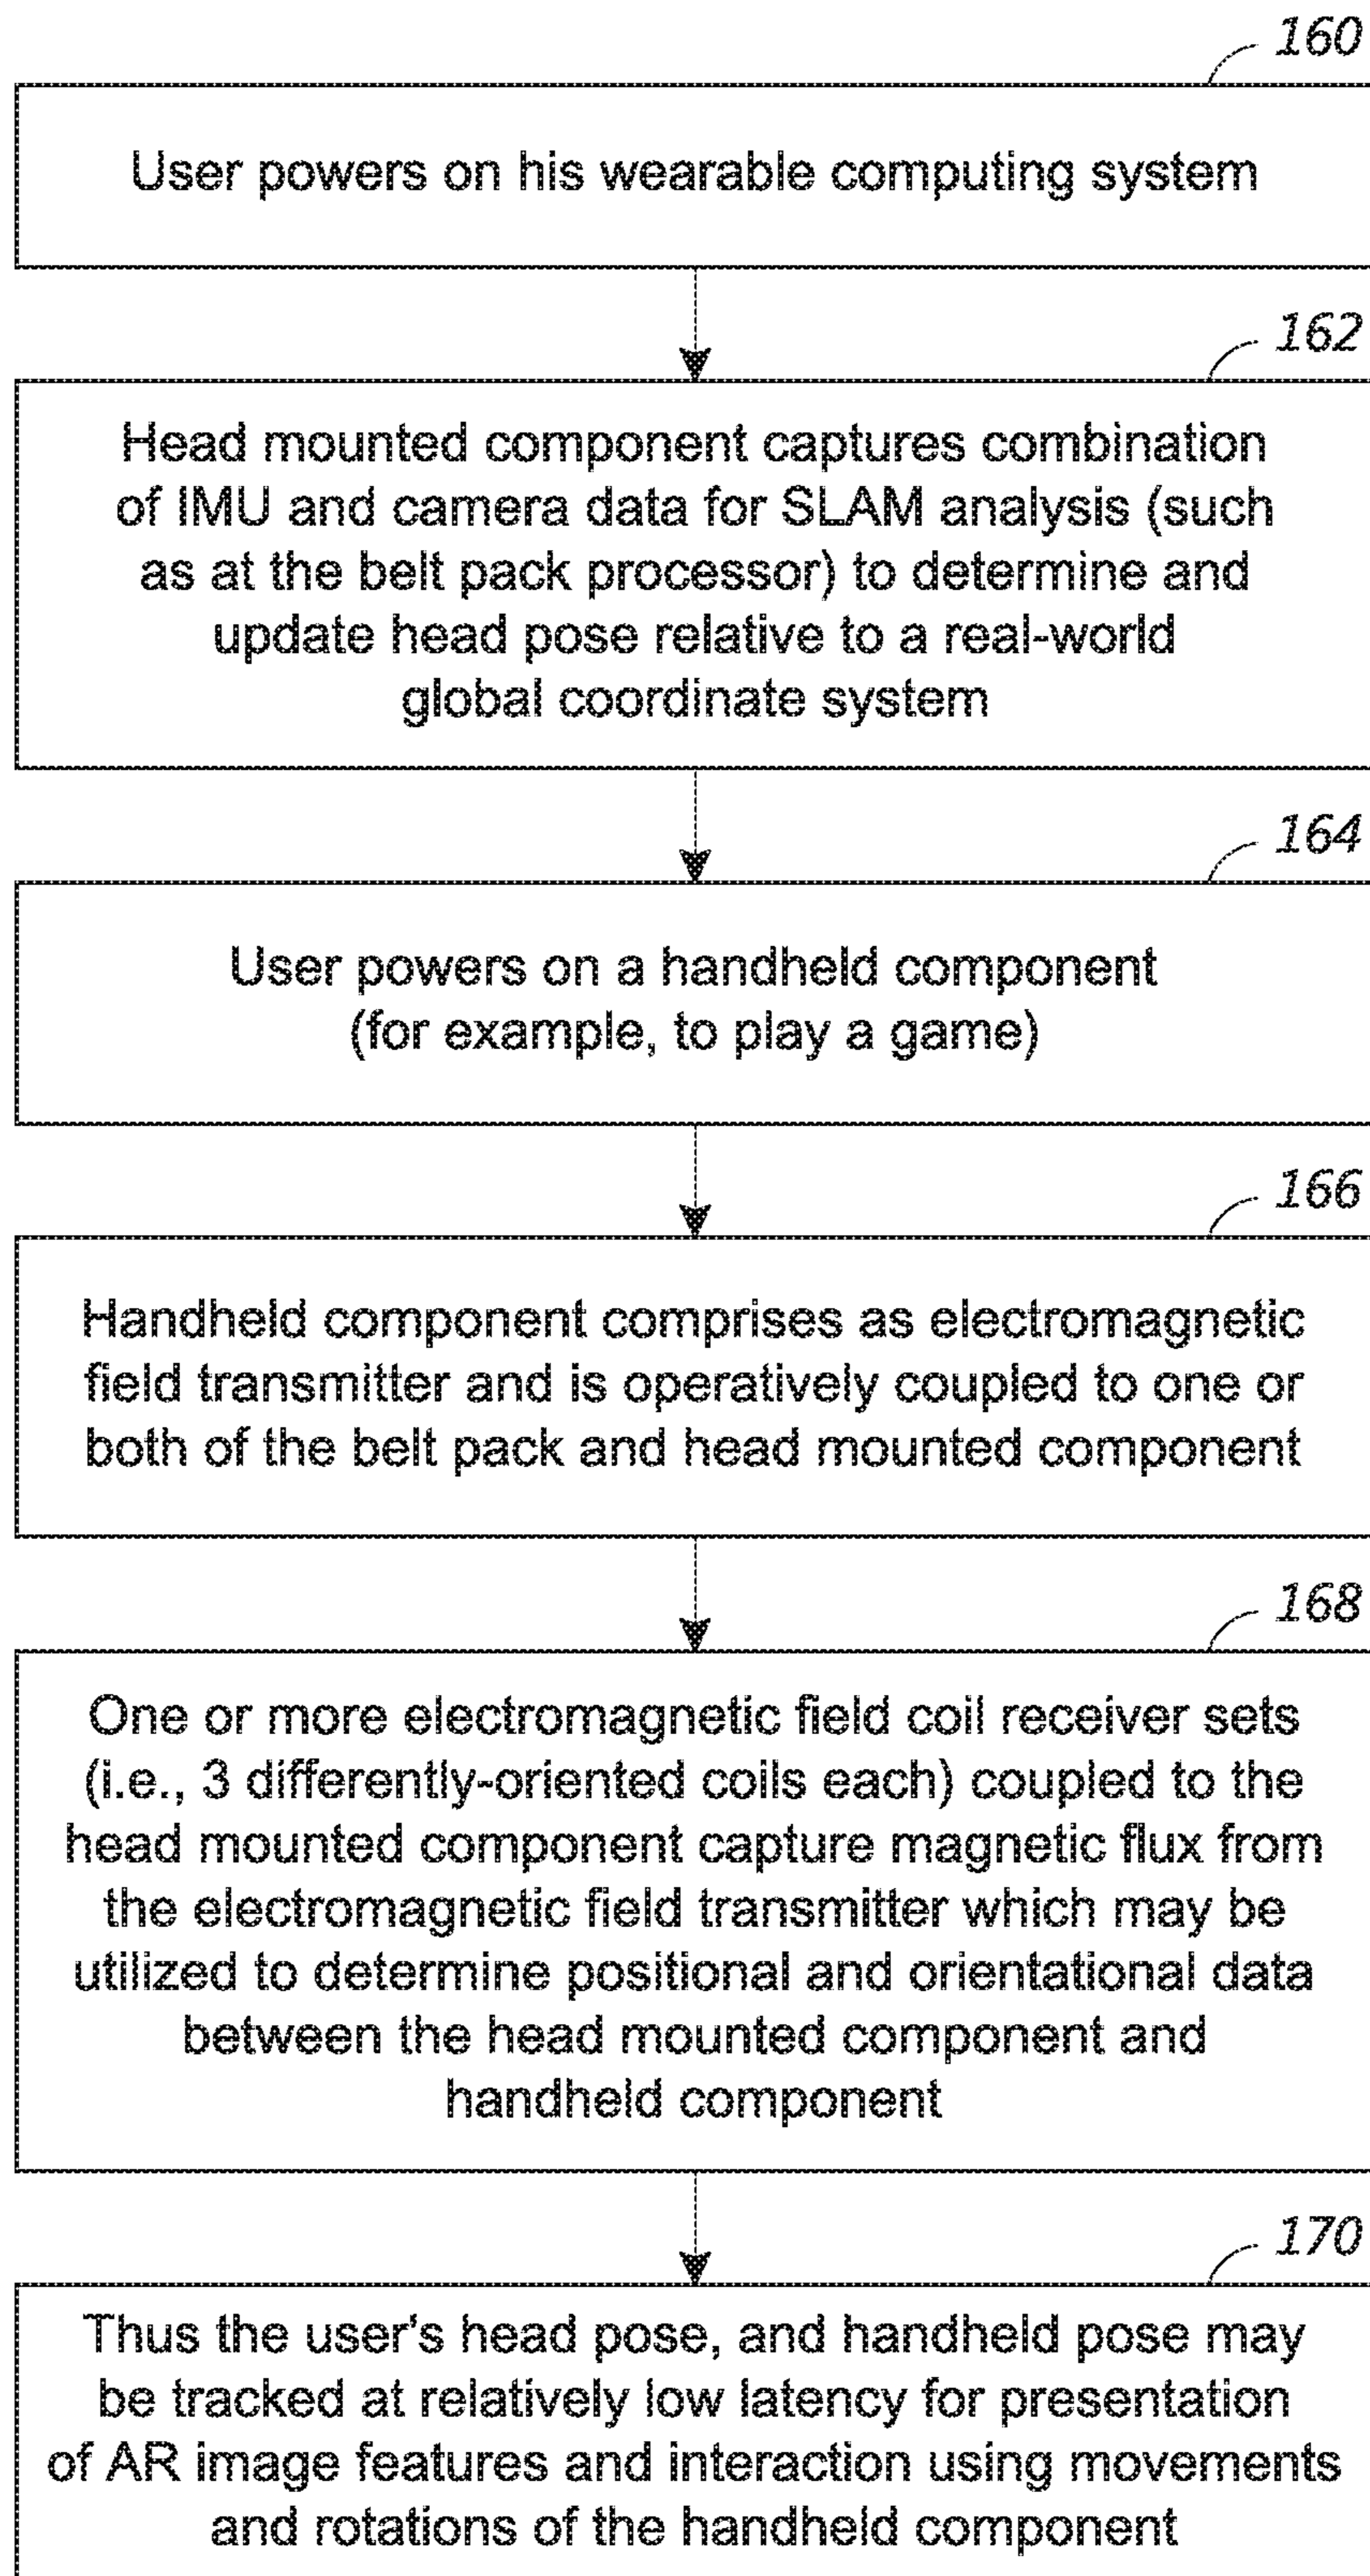 160
User powers on his wearable computing system
162
Head mounted component captures combination
of IMU and camera data for SLAM analysis (such
as at the belt pack processor) to determine and
update head pose relative to a real-world
global coordinate system
164
User powers on a handheld component
(for example, to play a game)
166
Handheld component comprises as electromagnetic
field transmitter and is operatively coupled to one or
both of the belt pack and head mounted component
168
One or more electromagnetic field coil receiver sets
(i.e., 3 differently-oriented coils each) coupled to the
head mounted component capture magnetic flux from
the electromagnetic field transmitter which may be
utilized to determine positional and orientational data
between the head mounted component and
handheld component
170
Thus the user's head pose, and handheld pose may
be tracked at relatively low latency for presentation
of AR image features and interaction using movements
and rotations of the handheld component